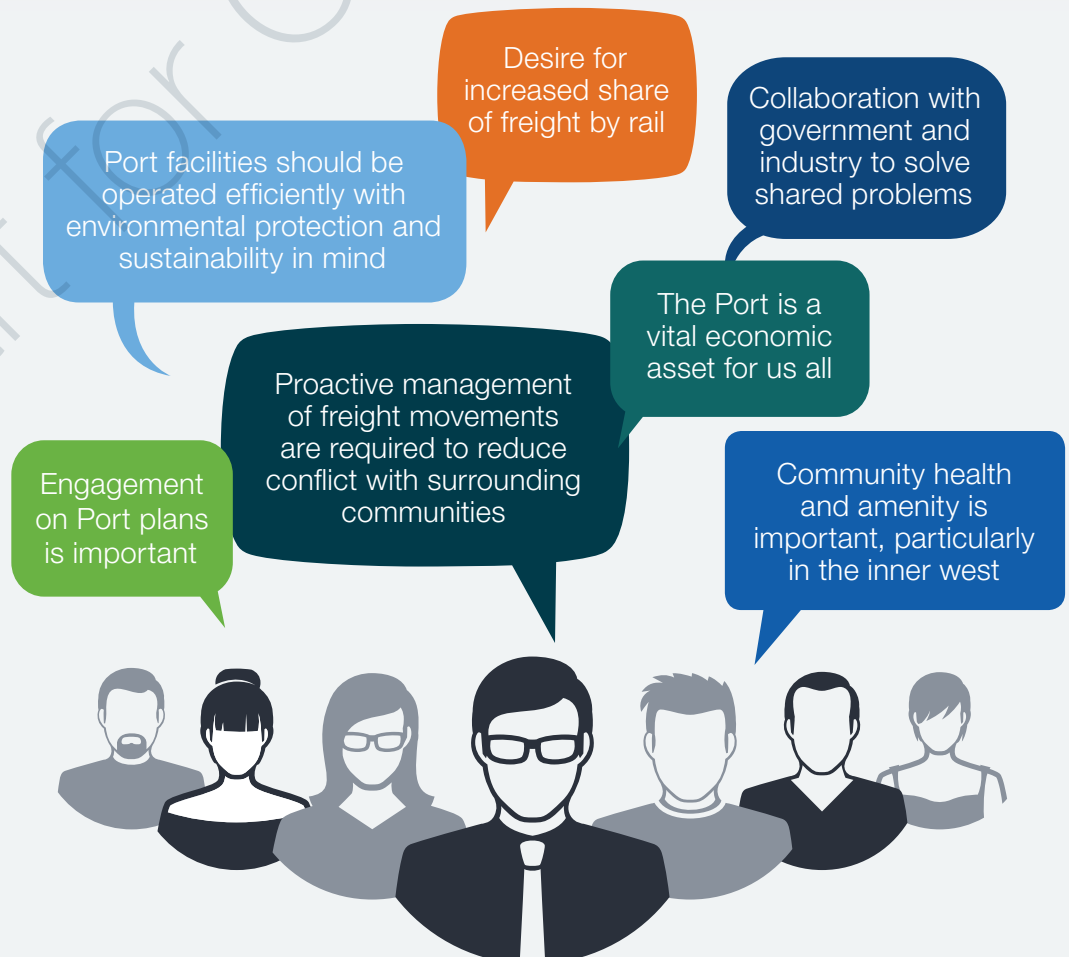 Desire for
increased share
of freight by rail
Collaboration with
government and
industry to solve
shared problems
Port facilities should be
operated efficiently with
environmental protection and
sustainability in mind
The Port is a
vital economic
asset for us all
Proactive management
of freight movements
are required to reduce
conflict with surrounding
communities
Engagement
on Port plans
is important
Community health
and amenity is
important, particularly
in the inner west